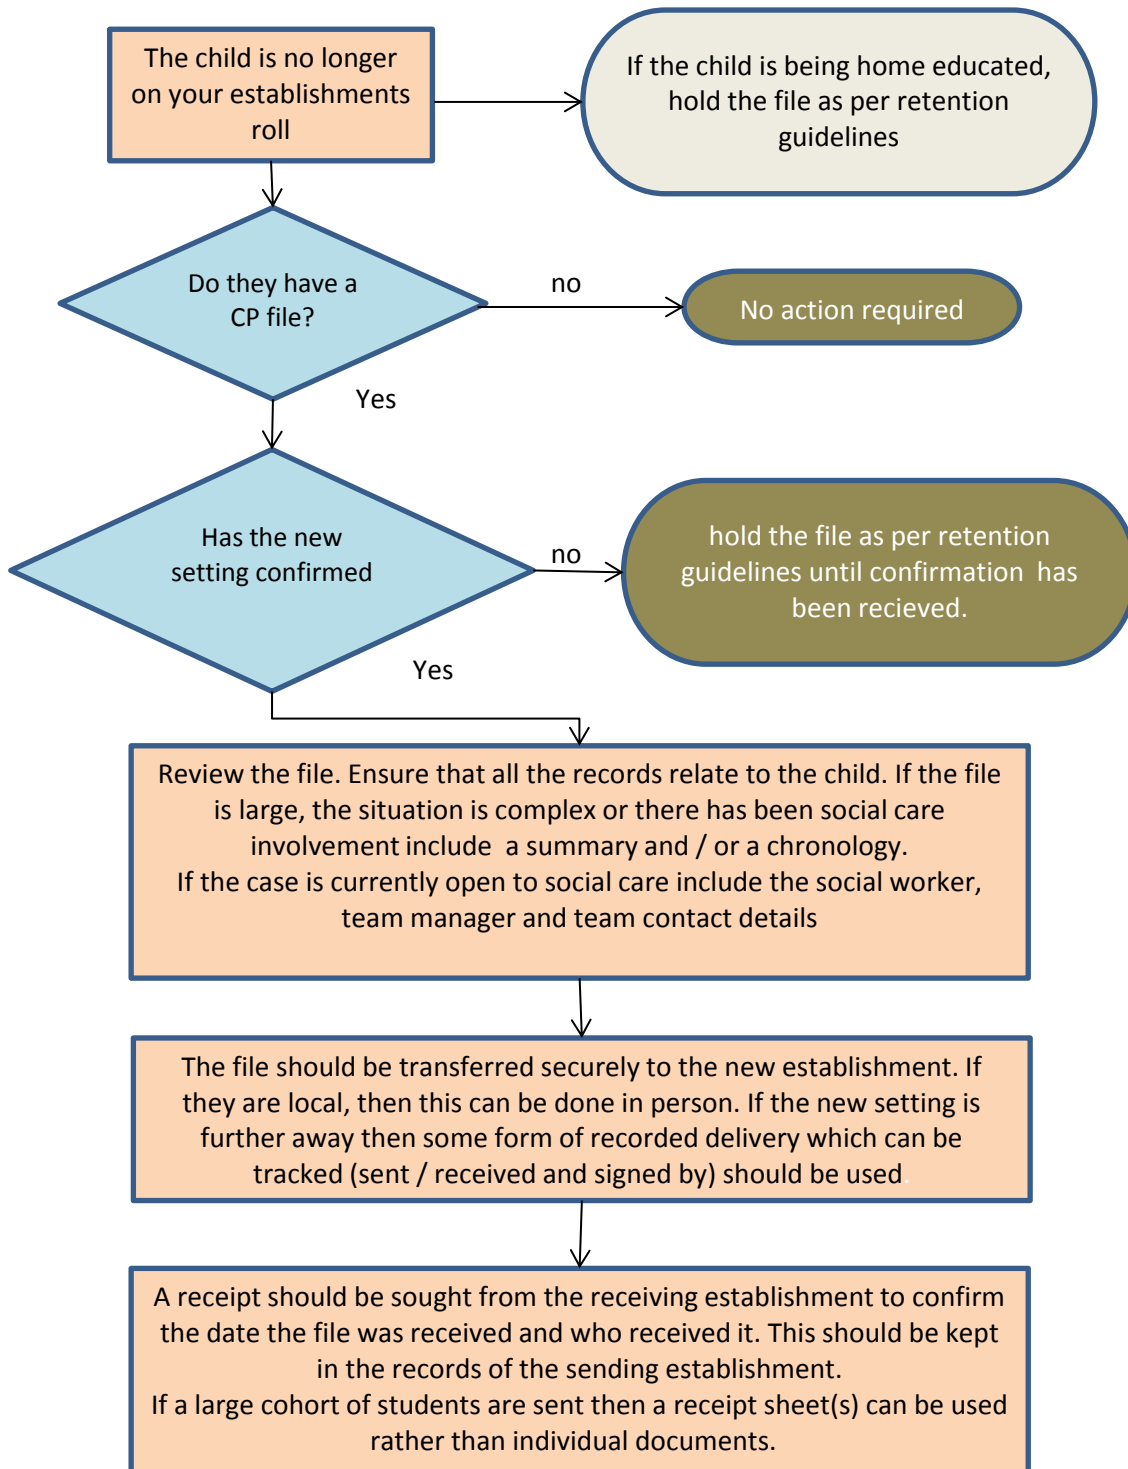 The child is no longer
on your establishments
roll
If the child is being home educated,
hold the file as per retention
guidelines
Do they have a
CP file?
no
No action required
Yes
Has the new
setting confirmed
no
hold the file as per retention
guidelines until confirmation has
been recieved.
Yes
Review the file. Ensure that all the records relate to the child. If the file
is large, the situation is complex or there has been social care
involvement include a summary and / or a chronology.
If the case is currently open to social care include the social worker,
team manager and team contact details
The file should be transferred securely to the new establishment. If
they are local, then this can be done in person. If the new setting is
further away then some form of recorded delivery which can be
tracked (sent / received and signed by) should be used.
A receipt should be sought from the receiving establishment to confirm
the date the file was received and who received it. This should be kept
in the records of the sending establishment.
If a large cohort of students are sent then a receipt sheet(s) can be used
rather than individual documents.